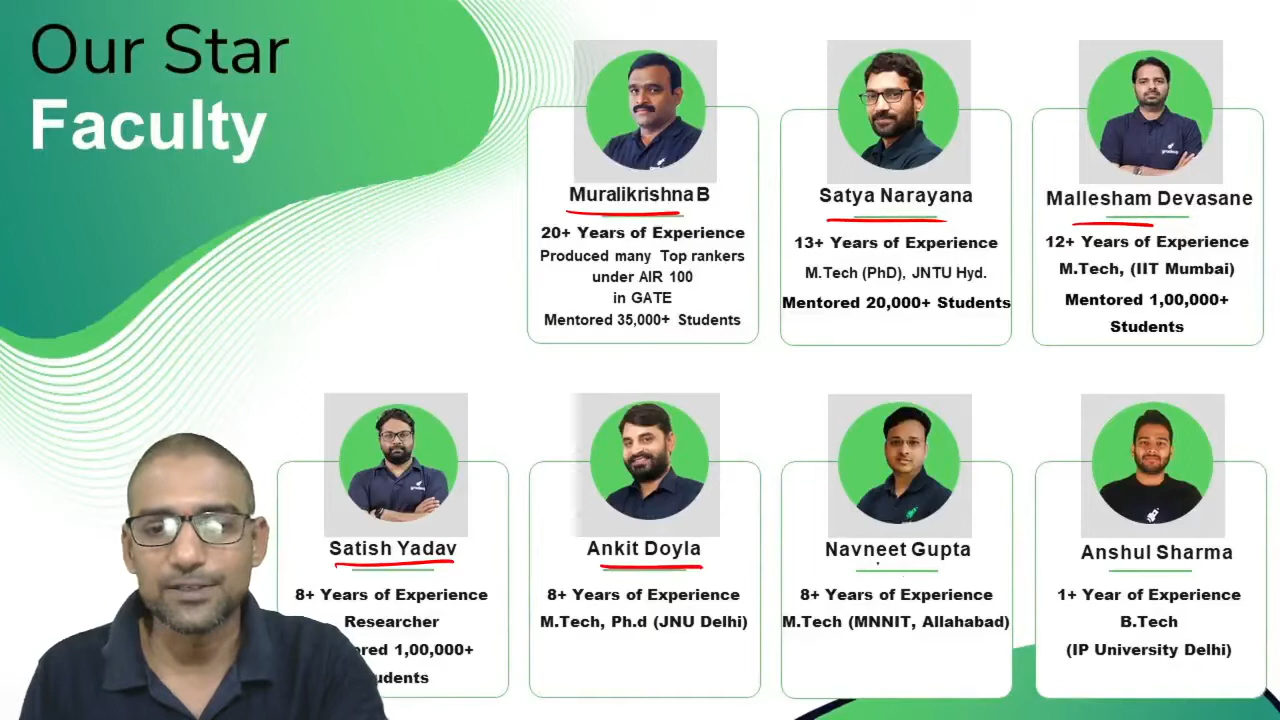 Our Star
Faculty
Muralikrishna B
20+ Years of Experience
Produced many Top rankers
under AIR 100
in GATE
Mentored 35,000+ Students
Satya Narayana
13+ Years of Experience
M.Tech (PhD), JNTU Hyd.
Mentored 20,000+ Students
Mallesham Devasane
12+ Years of Experience
M.Tech, (IIT Mumbai)
Mentored 1,00,000+
Students
Satish Yadav
8+ Years of Experience
Researcher
1,00,000+
Ankit Doyla
8+ Years of Experience
M.Tech, Ph.d (JNU Delhi)
Navneet Gupta
8+ Years of Experience
M.Tech (MNNIT, Allahabad)
Anshul Sharma
1+ Year of Experience
B.Tech
(IP University Delhi)